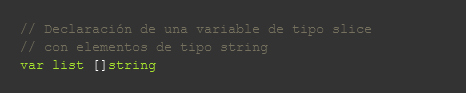 // Declaración de una variable de tipo slice
// con elementos de tipo string
var list []string